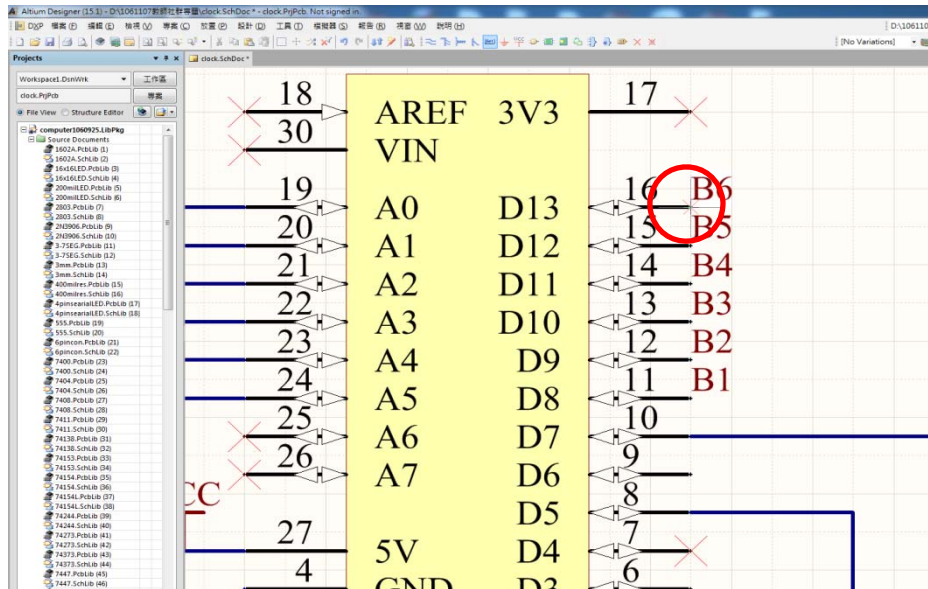 Altium Designer (15.1) - D:\1061107教師社群專區\clock.SchDoc * - clock.PrjPcb. Not signed in.
DXP 檔案(F) 編輯(E) 檢視(V) 專案(C) 放置(P) 設計(D) 工具(T) 模擬器(S) 報告(R) 視窗(W) 說明(H)
D:\106110
[No Variations]
Projects
clock.SchDoc *
Workspace1.DsnWrk
工作區
clock.PrjPcb
專案
File View
Structure Editor
computer1060925.LibPkg
Source Documents
1602A.PcbLib (1)
1602A.SchLib (2)
16x16LED.PcbLib (3)
16x16LED.SchLib (4)
200milLED.PcbLib (5)
200milLED.SchLib (6)
2803.PcbLib (7)
2803.SchLib (8)
2N3906.PcbLib (9)
2N3906.SchLib (10)
3-7SEG.PcbLib (11)
3-7SEG.SchLib (12)
3mm.PcbLib (13)
3mm.SchLib (14)
400milres.PcbLib (15)
400milres.SchLib (16)
4pinsearialLED.PcbLib (17)
4pinsearialLED.SchLib (18)
555.PcbLib (19)
555.SchLib (20)
6pincon.PcbLib (21)
6pincon.SchLib (22)
7400.PcbLib (23)
7400.SchLib (24)
7404.PcbLib (25)
7404.SchLib (26)
7408.PcbLib (27)
7408.SchLib (28)
7411.PcbLib (29)
7411.SchLib (30)
74138.PcbLib (31)
74138.SchLib (32)
74153.PcbLib (33)
74153.SchLib (34)
74154.PcbLib (35)
74154.SchLib (36)
74154L.PcbLib (37)
74154L.SchLib (38)
74244.PcbLib (39)
74244.SchLib (40)
74273.PcbLib (41)
74273.SchLib (42)
74373.PcbLib (43)
74373.SchLib (44)
7447.PcbLib (45)
7447.SchLib (46)
18 AREF 3V3 17
30 VIN
19 A0 D13 16 B6
20 A1 D12 15 B5
21 A2 D11 14 B4
22 A3 D10 13 B3
23 A4 D9 12 B2
24 A5 D8 11 B1
25 A6 D7 10
26 A7 D6 9
CC
D5 8
27 5V D4 7
4 GND D3 6